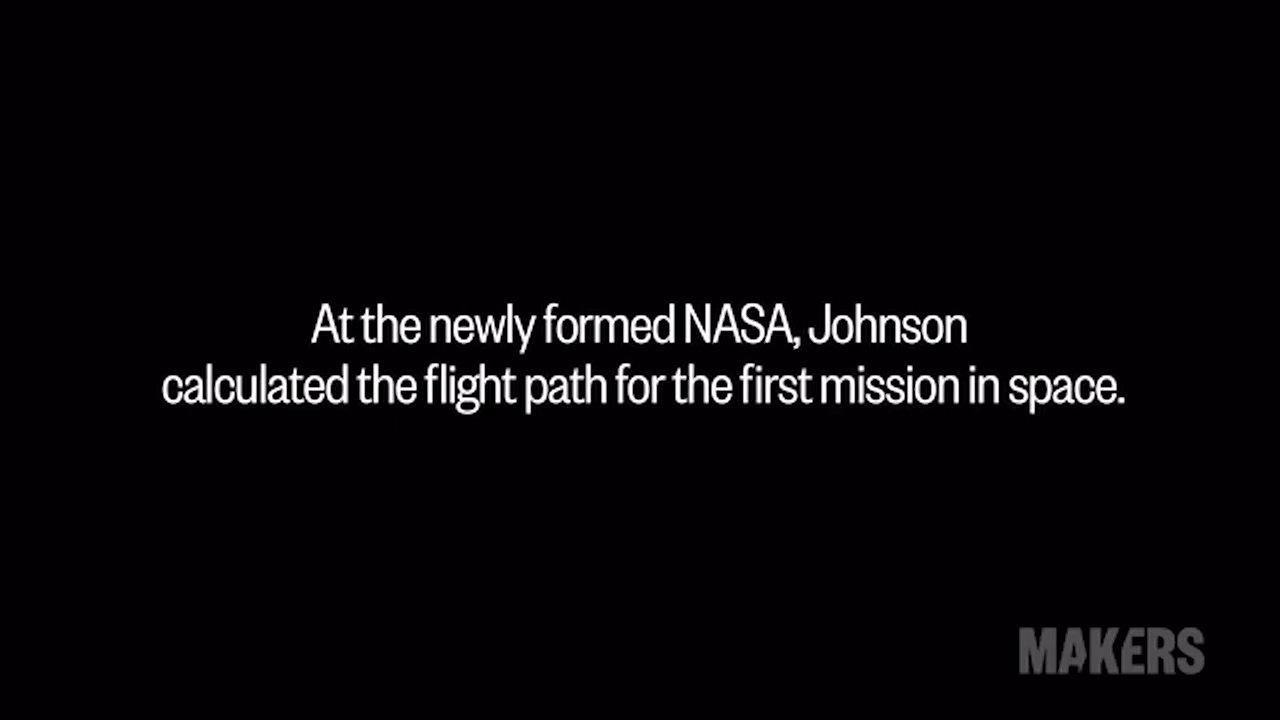 At the newly formed NASA, Johnson
calculated the flight path for the first mission in space.
MAKERS